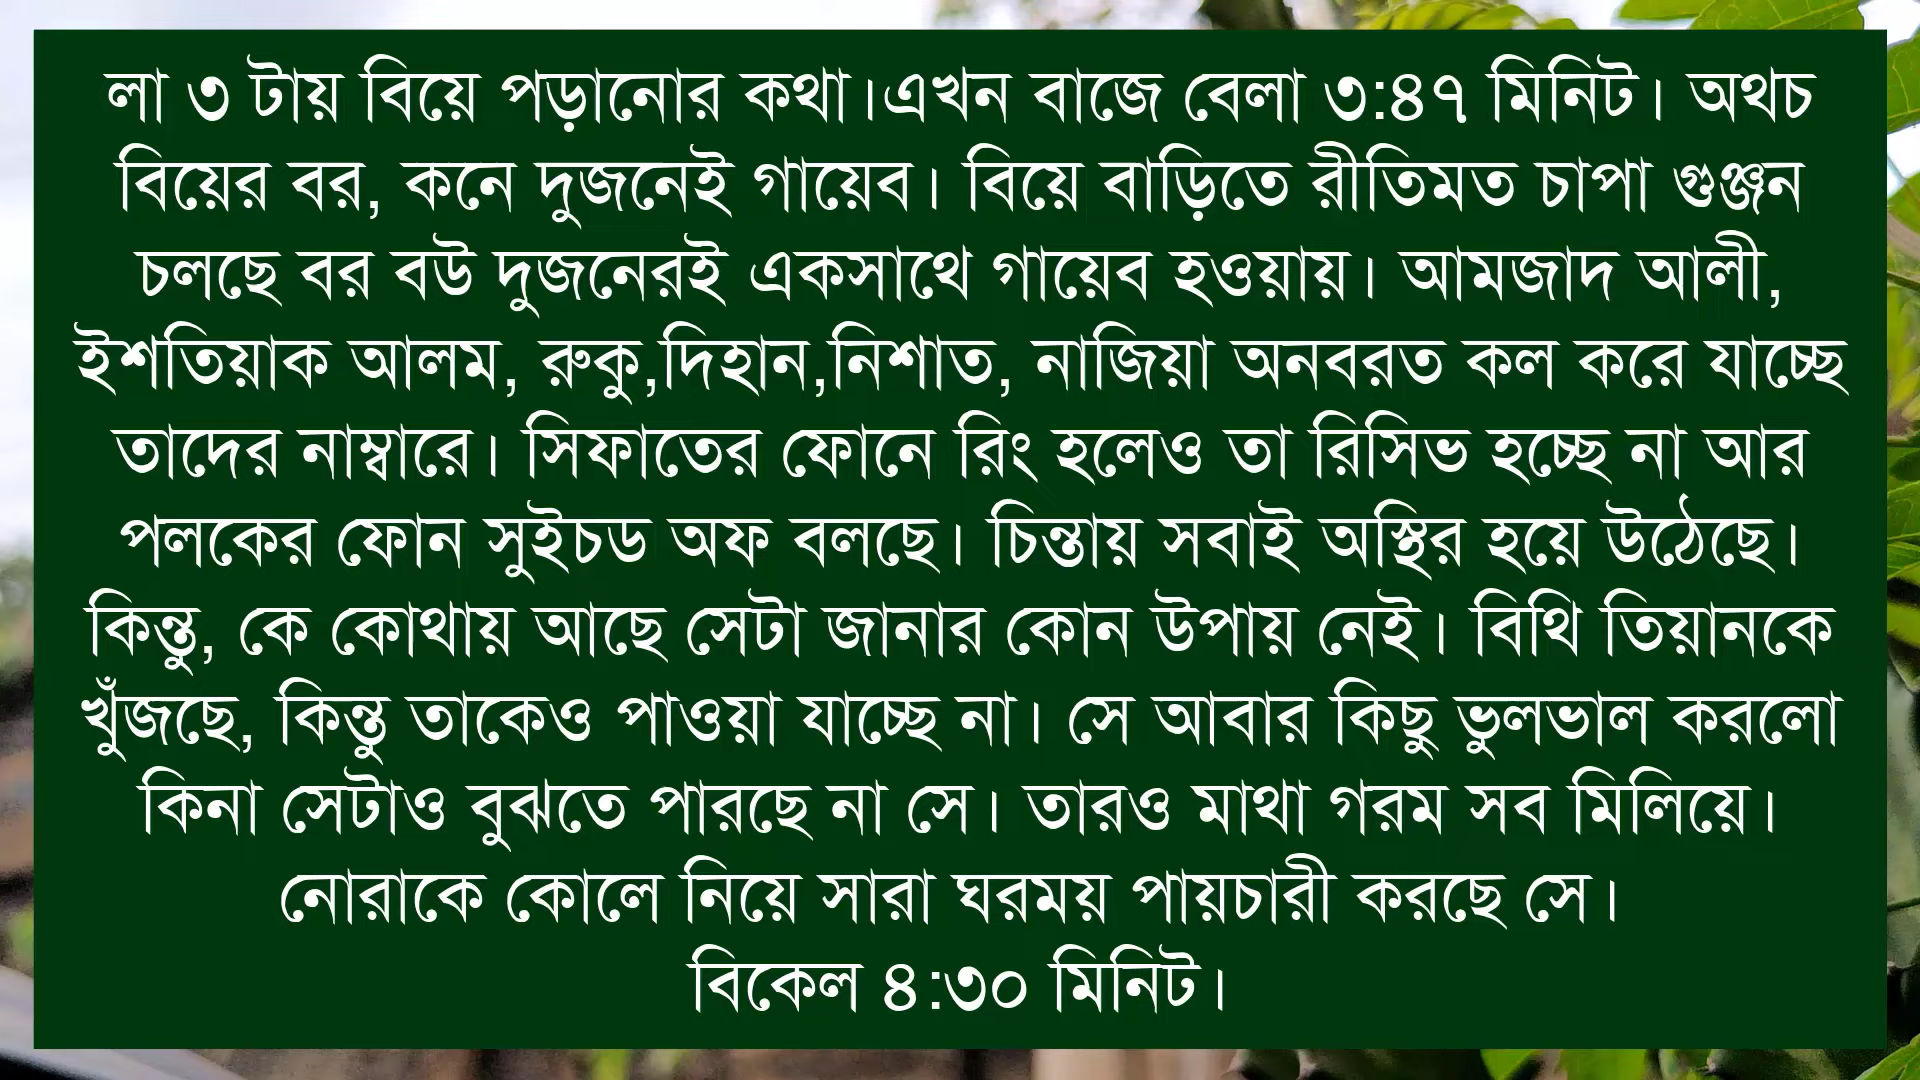 লা ৩ টায় বিয়ে পড়ানোর কথা।এখন বাজে বেলা ৩:৪৭ মিনিট। অথচ
বিয়ের বর, কনে দুজনেই গায়েব। বিয়ে বাড়িতে রীতিমত চাপা গুঞ্জন
চলছে বর বউ দুজনেরই একসাথে গায়েব হওয়ায়। আমজাদ আলী,
ইশতিয়াক আলম, রুকু,দিহান,নিশাত, নাজিয়া অনবরত কল করে যাচ্ছে
তাদের নাম্বারে। সিফাতের ফোনে রিং হলেও তা রিসিভ হচ্ছে না আর
পলকের ফোন সুইচড অফ বলছে। চিন্তায় সবাই অস্থির হয়ে উঠেছে।
কিন্তু, কে কোথায় আছে সেটা জানার কোন উপায় নেই। বিথি তিয়ানকে
খুঁজছে, কিন্তু তাকেও পাওয়া যাচ্ছে না। সে আবার কিছু ভুলভাল করলো
কিনা সেটাও বুঝতে পারছে না সে। তারও মাথা গরম সব মিলিয়ে।
নোরাকে কোলে নিয়ে সারা ঘরময় পায়চারী করছে সে।
বিকেল ৪:৩০ মিনিট।